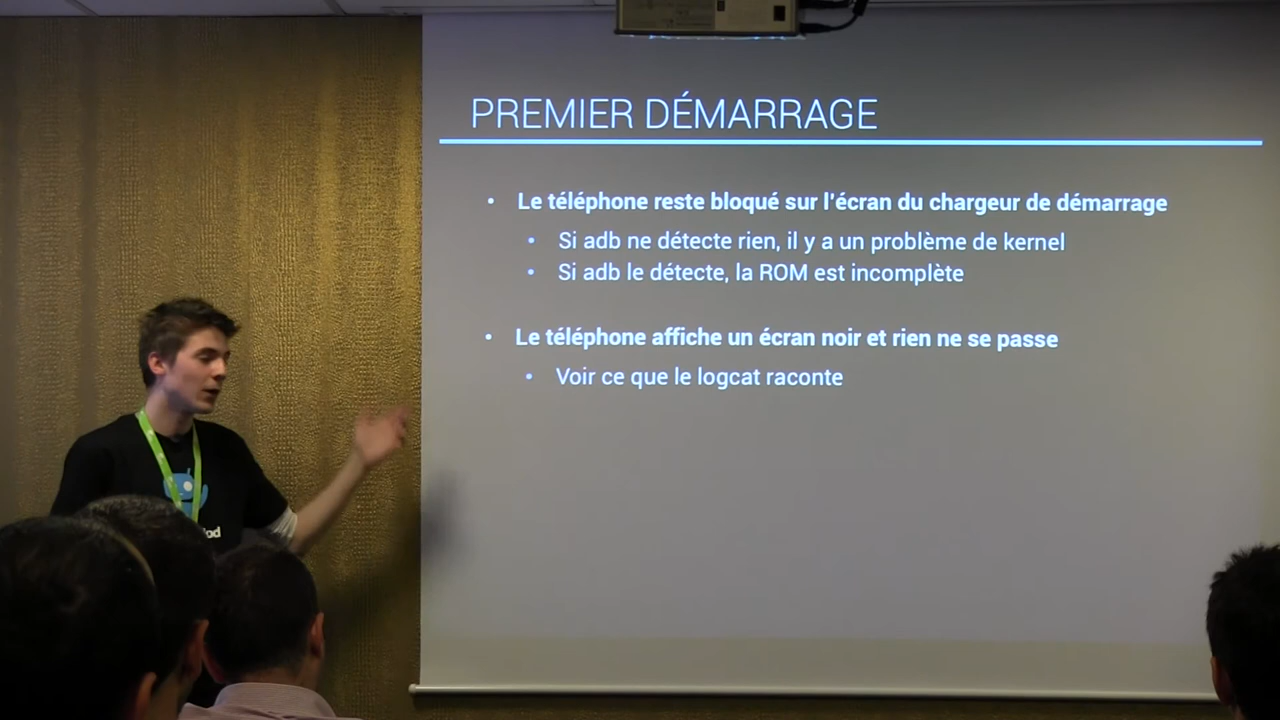 PREMIER DÉMARRAGE
• Le téléphone reste bloqué sur l'écran du chargeur de démarrage
• Si adb ne détecte rien, il y a un problème de kernel
• Si adb le détecte, la ROM est incomplète
• Le téléphone affiche un écran noir et rien ne se passe
• Voir ce que le logcat raconte